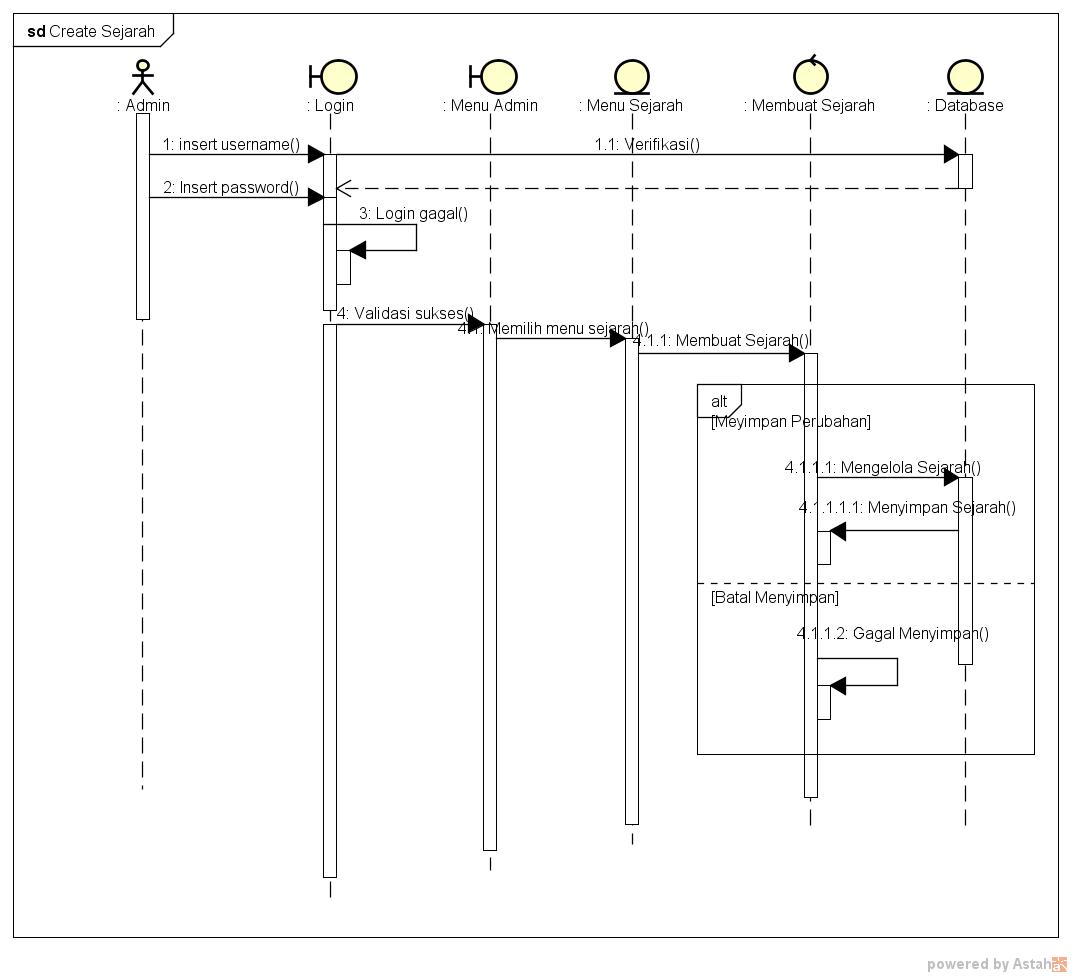 sd Create Sejarah
: Admin
: Login
: Menu Admin
: Menu Sejarah
: Membuat Sejarah
: Database
1: insert username()
1.1: Verifikasi()
2: Insert password()
3: Login gagal()
4: Validasi sukses()
4.1: Memilih menu sejarah()
4.1.1: Membuat Sejarah()
alt
[Meyimpan Perubahan]
4.1.1.1: Mengelola Sejarah()
4.1.1.1.1: Menyimpan Sejarah()
[Batal Menyimpan]
4.1.1.2: Gagal Menyimpan()
powered by Astah